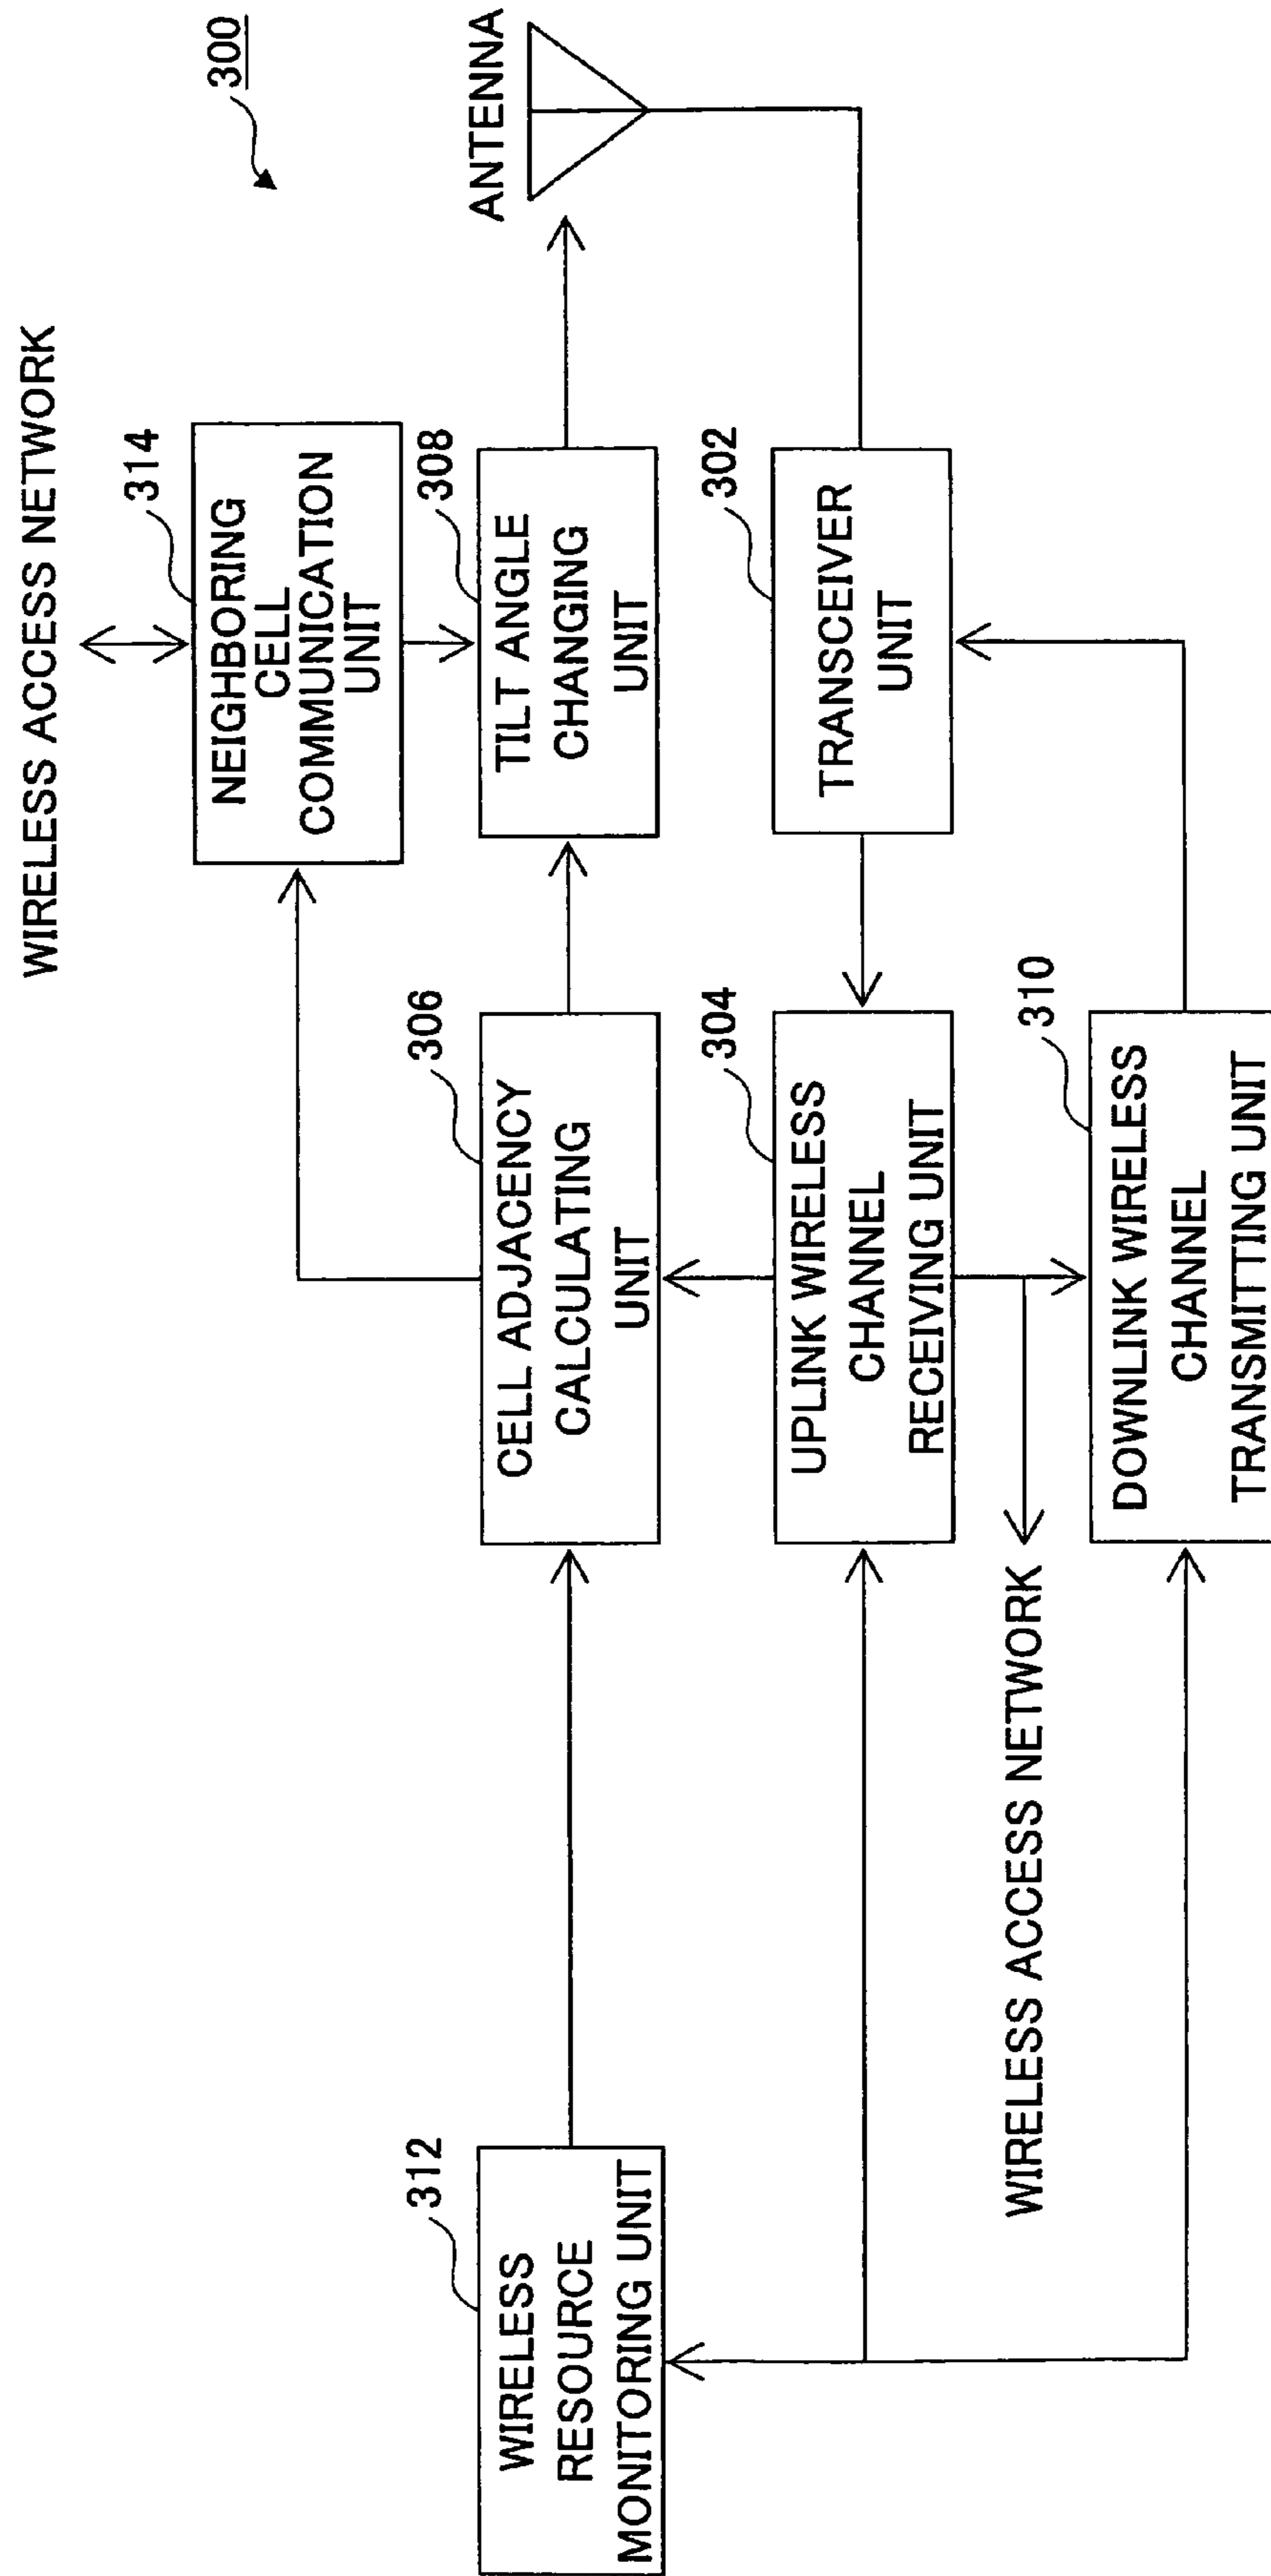 300
WIRELESS ACCESS NETWORK
314
NEIGHBORING
CELL
COMMUNICATION
UNIT
ANTENNA
312
WIRELESS
RESOURCE
MONITORING UNIT
306
CELL ADJACENCY
CALCULATING
UNIT
308
TILT ANGLE
CHANGING
UNIT
304
UPLINK WIRELESS
CHANNEL
RECEIVING UNIT
302
TRANSCEIVER
UNIT
WIRELESS ACCESS NETWORK
310
DOWNLINK WIRELESS
CHANNEL
TRANSMITTING UNIT